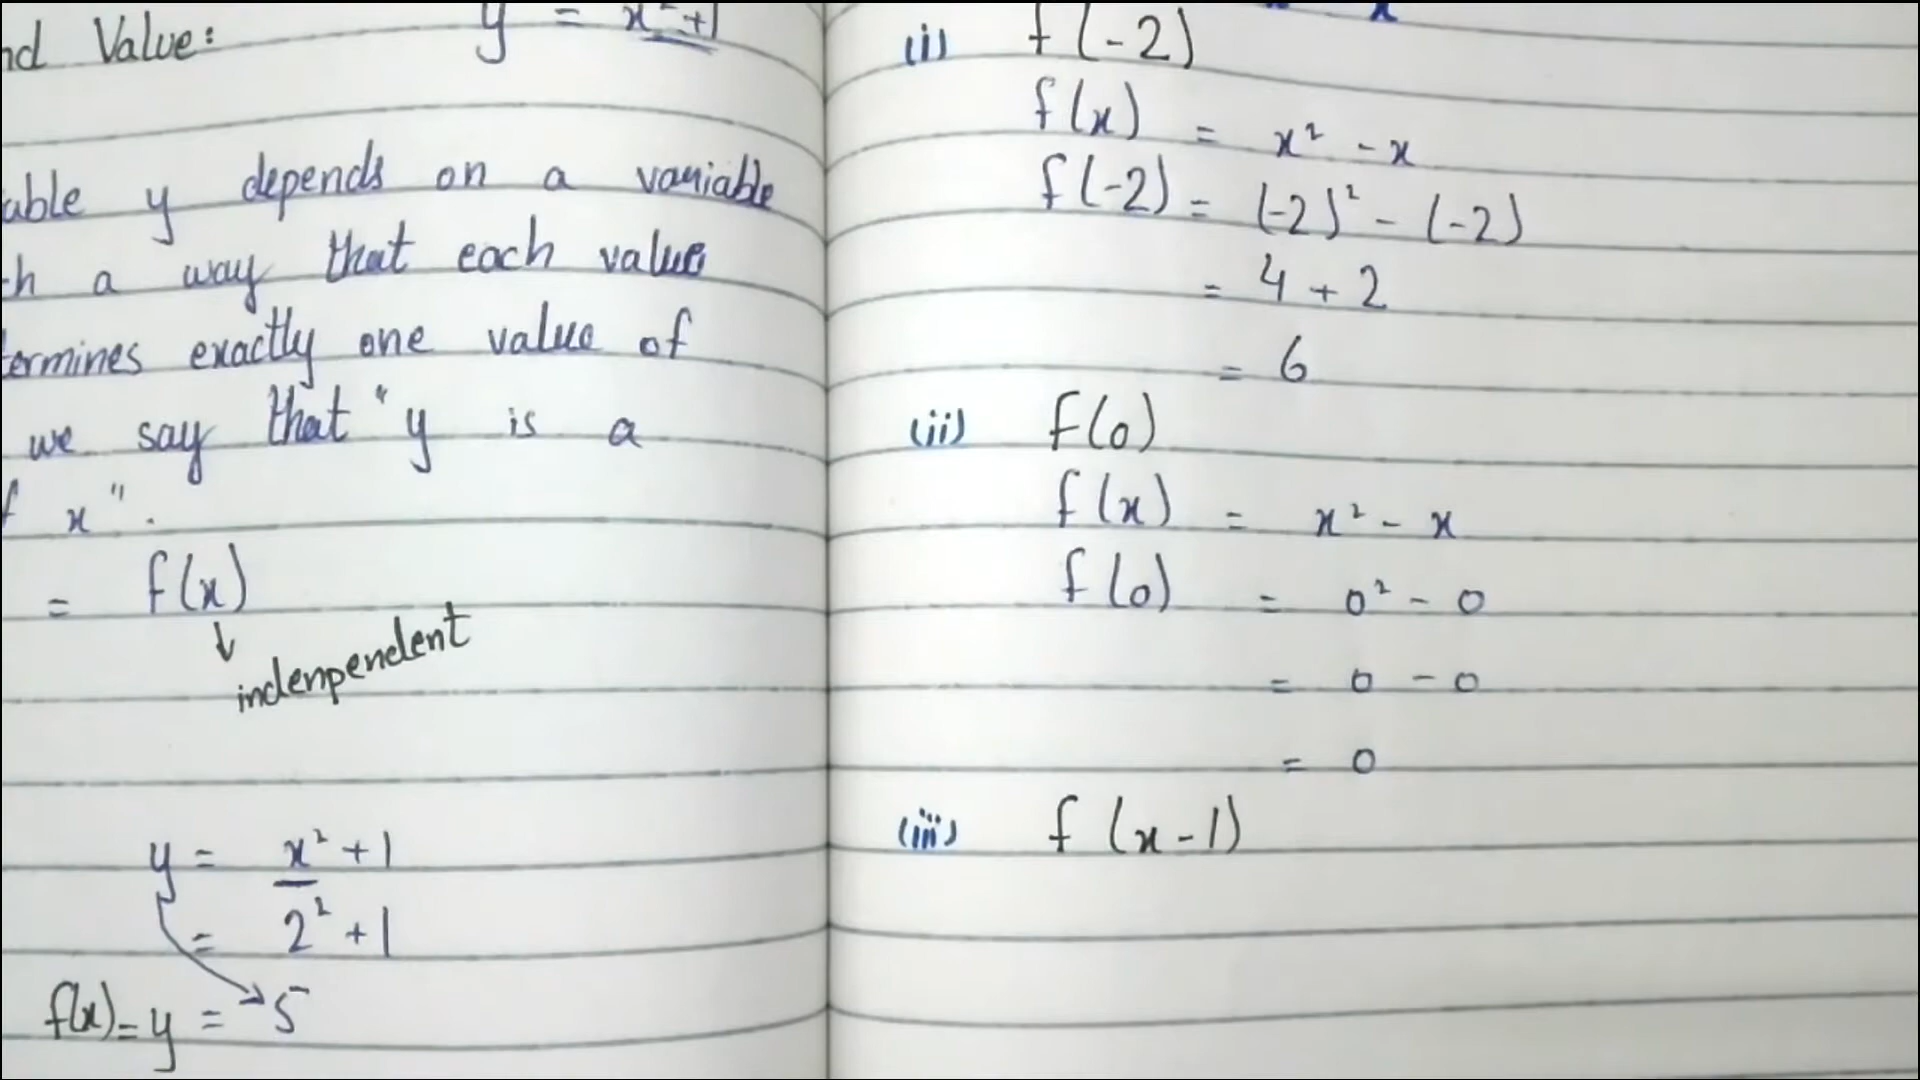 nd Value: y = x² + 1
able y depends on a variable
ch a way that each value
termines exactly one value of
we say that "y is a
f x".
= f(x)
↓
indenpendent
y = x² + 1
= 2² + 1
f(x) = y = 5
(i) f(-2)
f(x) = x² - x
f(-2) = (-2)² - (-2)
= 4 + 2
= 6
(ii) f(0)
f(x) = x² - x
f(0) = 0² - 0
= 0 - 0
= 0
(iii) f(x-1)